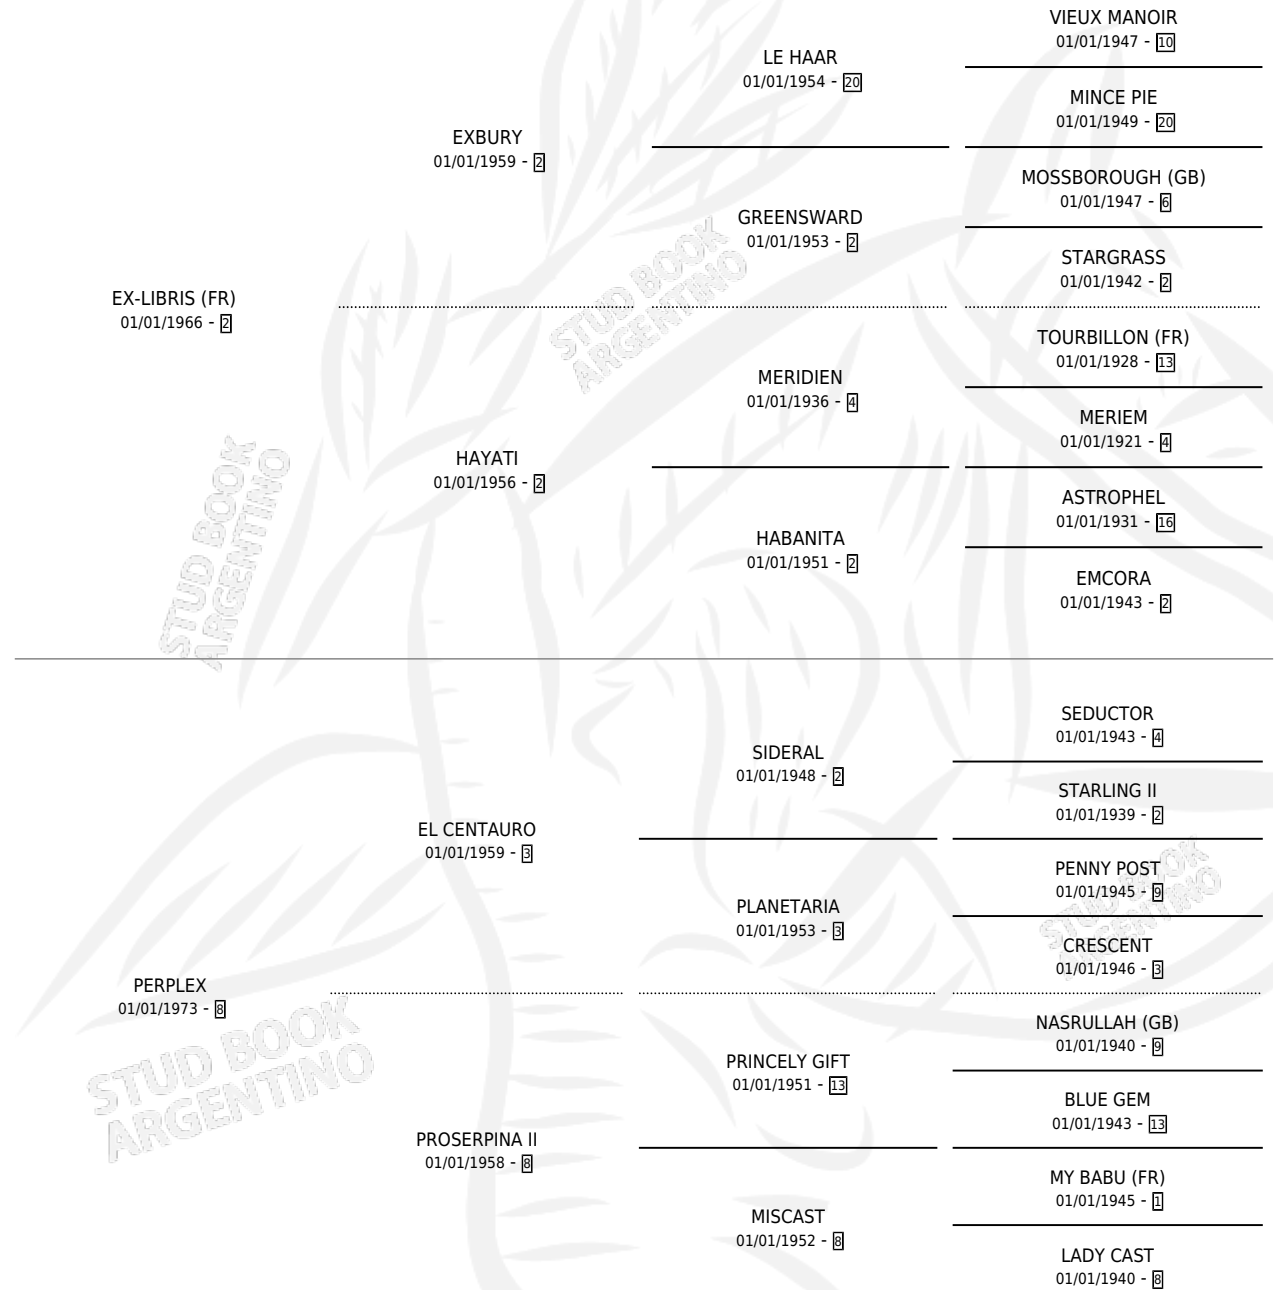 VIEUX MANOIR
01/01/1947 - 10
LE HAAR
01/01/1954 - 20
MINCE PIE
01/01/1949 - 20
EXBURY
01/01/1959 - 2
MOSSBOROUGH (GB)
01/01/1947 - 6
GREENSWARD
01/01/1953 - 2
STARGRASS
01/01/1942 - 2
EX-LIBRIS (FR)
01/01/1966 - 2
STUD BOOK
ARGENTINO
TOURBILLON (FR)
01/01/1928 - 13
MERIDIEN
01/01/1936 - 4
MERIEM
01/01/1921 - 4
HAYATI
01/01/1956 - 2
ASTROPHEL
01/01/1931 - 16
HABANITA
01/01/1951 - 2
EMCORA
01/01/1943 - 2
STUD BOOK
ARGENTINO
SEDUCTOR
01/01/1943 - 4
SIDERAL
01/01/1948 - 2
STARLING II
01/01/1939 - 2
EL CENTAURO
01/01/1959 - 3
PENNY POST
01/01/1945 - 9
PLANETARIA
01/01/1953 - 3
STUD BOOK
ARGENTINO
CRESCENT
01/01/1946 - 3
PERPLEX
01/01/1973 - 8
STUD BOOK
ARGENTINO
NASRULLAH (GB)
01/01/1940 - 9
PRINCELY GIFT
01/01/1951 - 13
BLUE GEM
01/01/1943 - 13
PROSERPINA II
01/01/1958 - 8
MY BABU (FR)
01/01/1945 - 1
MISCAST
01/01/1952 - 8
LADY CAST
01/01/1940 - 8